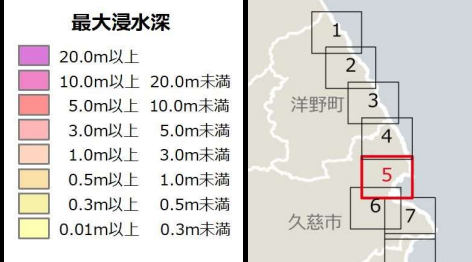 最大浸水深
20.0m以上
10.0m以上 20.0m未満
5.0m以上 10.0m未満
3.0m以上 5.0m未満
1.0m以上 3.0m未満
0.5m以上 1.0m未満
0.3m以上 0.5m未満
0.01m以上 0.3m未満
1
2
3
洋野町
4
5
6
7
久慈市